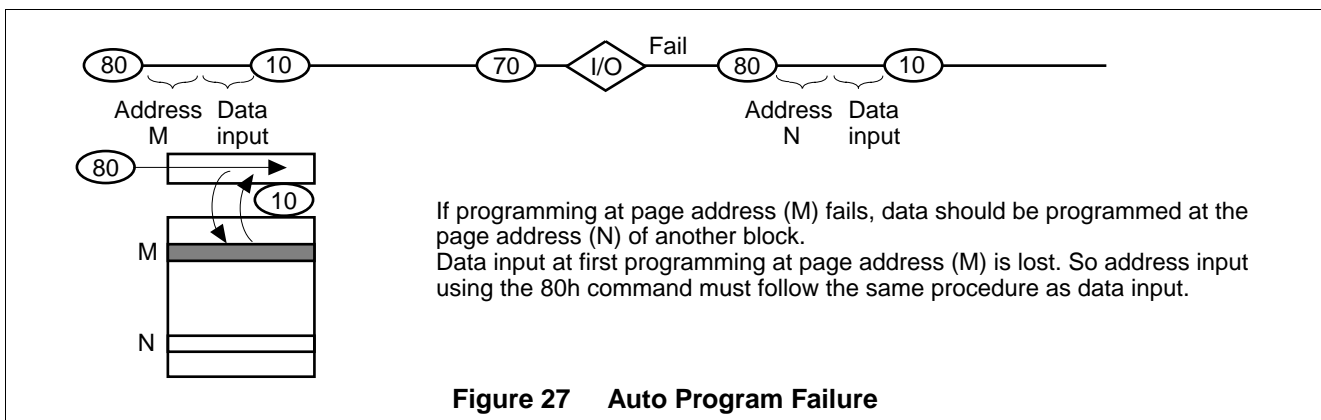 80 10 70 I/O Fail 80 10
Address Data Address Data
M input N input
80
10
If programming at page address (M) fails, data should be programmed at the
page address (N) of another block.
Data input at first programming at page address (M) is lost. So address input
using the 80h command must follow the same procedure as data input.
M
N
Figure 27 Auto Program Failure